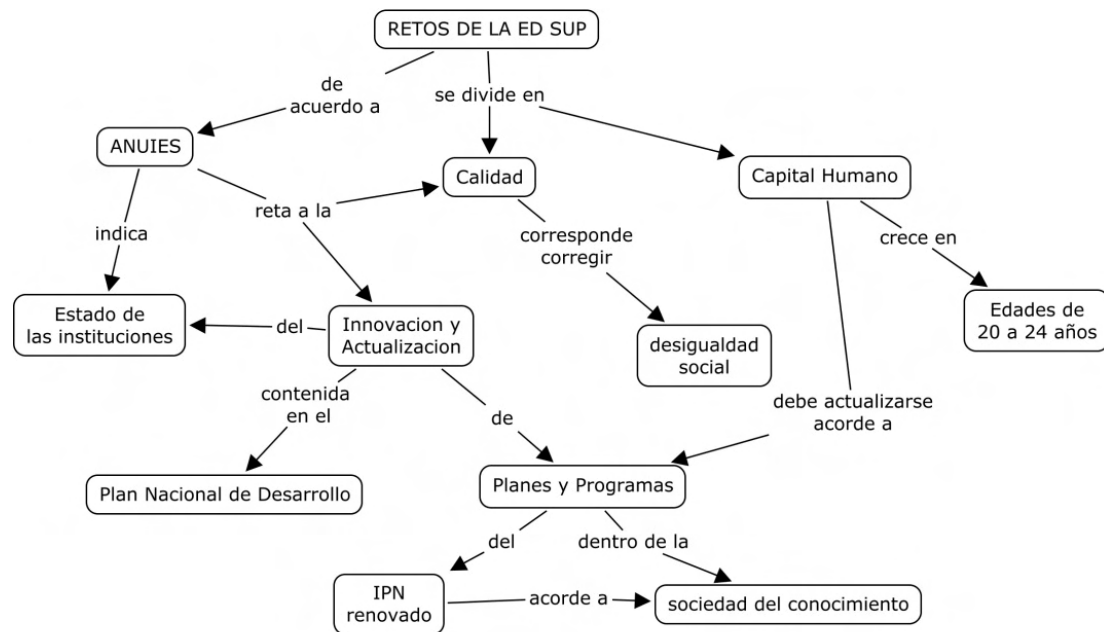 RETOS DE LA ED SUP
de
acuerdo a
se divide en
ANUIES
Calidad
Capital Humano
reta a la
indica
corresponde
corregir
crece en
Estado de
las instituciones
del
Innovacion y
Actualizacion
desigualdad
social
Edades de
20 a 24 años
contenida
en el
de
debe actualizarse
acorde a
Plan Nacional de Desarrollo
Planes y Programas
del
dentro de la
IPN
renovado
acorde a
sociedad del conocimiento